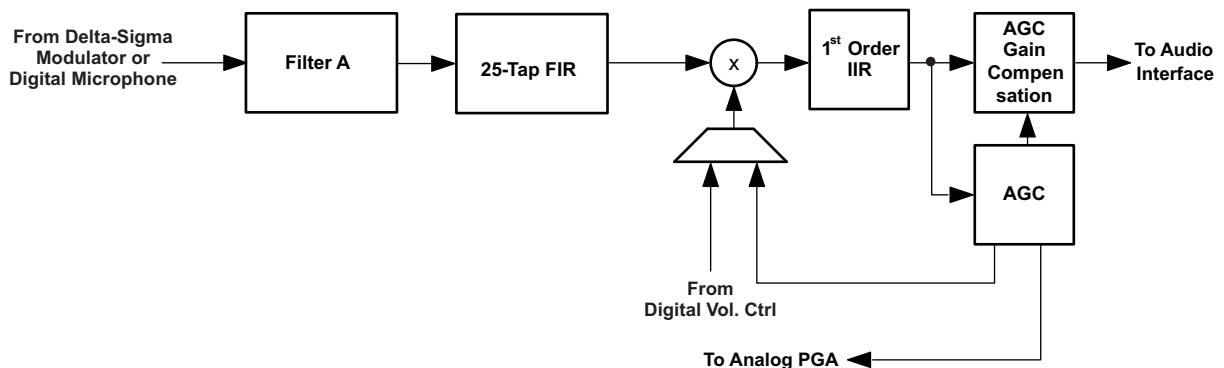 From Delta-Sigma
Modulator or
Digital Microphone
Filter A
25-Tap FIR
x
1st Order
IIR
AGC
Gain
Compen
sation
To Audio
Interface
AGC
From
Digital Vol. Ctrl
To Analog PGA